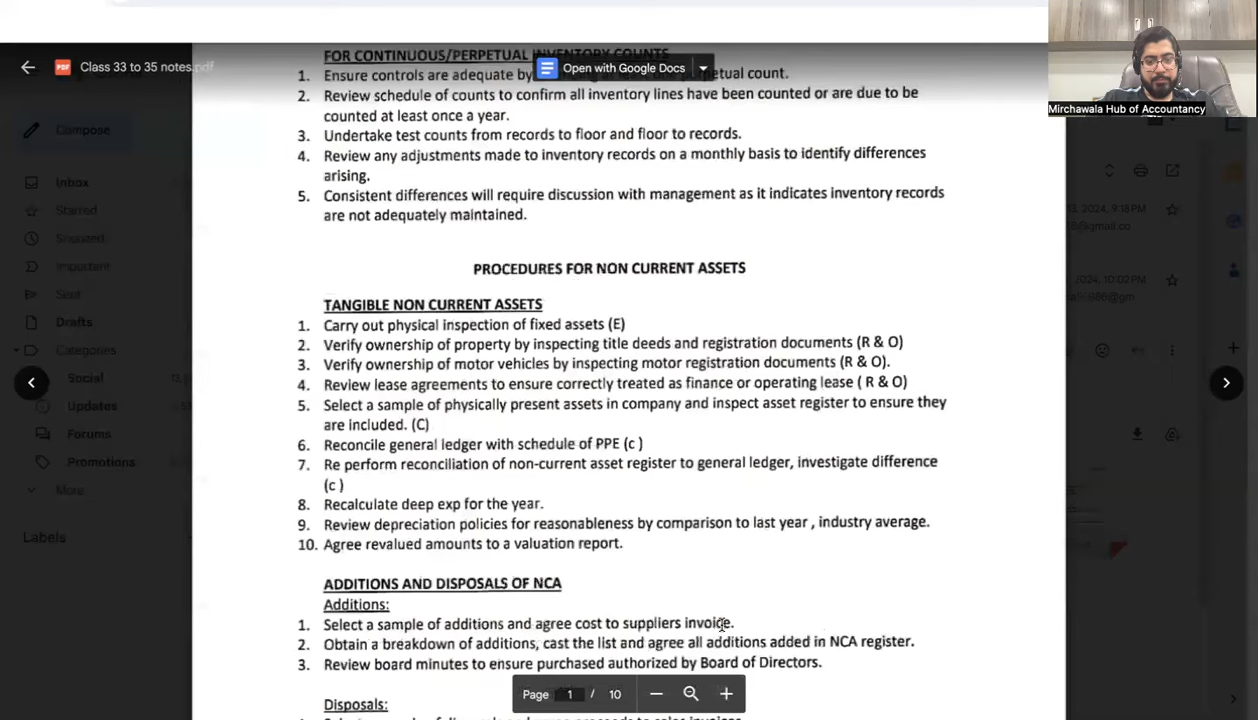 Class 33 to 35 notes.pdf
Open with Google Docs
Mirchawala Hub of Accountancy
Compose
Inbox
Starred
Snoozed
Important
Sent
Drafts
Categories
Social
Updates
Forums
Promotions
More
Labels
2024, 9:18 PM
2024, 10:02 PM
FOR CONTINUOUS/PERPETUAL INVENTORY COUNTS
1. Ensure controls are adequate by perpetual count.
2. Review schedule of counts to confirm all inventory lines have been counted or are due to be
counted at least once a year.
3. Undertake test counts from records to floor and floor to records.
4. Review any adjustments made to inventory records on a monthly basis to identify differences
arising.
5. Consistent differences will require discussion with management as it indicates inventory records
are not adequately maintained.
PROCEDURES FOR NON CURRENT ASSETS
TANGIBLE NON CURRENT ASSETS
1. Carry out physical inspection of fixed assets (E)
2. Verify ownership of property by inspecting title deeds and registration documents (R & O)
3. Verify ownership of motor vehicles by inspecting motor registration documents (R & O).
4. Review lease agreements to ensure correctly treated as finance or operating lease ( R & O)
5. Select a sample of physically present assets in company and inspect asset register to ensure they
are included. (C)
6. Reconcile general ledger with schedule of PPE (c )
7. Re perform reconciliation of non-current asset register to general ledger, investigate difference
(c )
8. Recalculate deep exp for the year.
9. Review depreciation policies for reasonableness by comparison to last year , industry average.
10. Agree revalued amounts to a valuation report.
ADDITIONS AND DISPOSALS OF NCA
Additions:
1. Select a sample of additions and agree cost to suppliers invoice.
2. Obtain a breakdown of additions, cast the list and agree all additions added in NCA register.
3. Review board minutes to ensure purchased authorized by Board of Directors.
Disposals:
Page 1 / 10